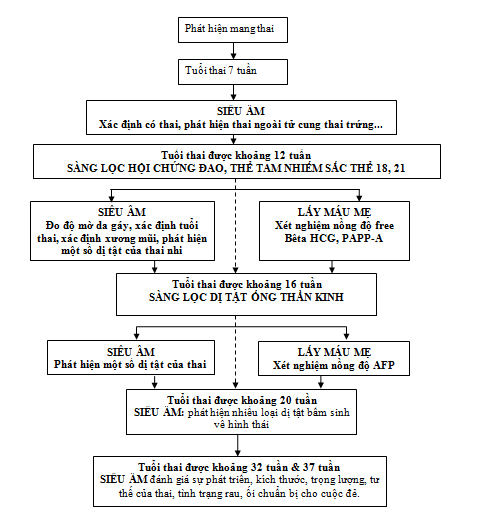 Phát hiện mang thai
Tuổi thai 7 tuần
SIÊU ÂM
Xác định có thai, phát hiện thai ngoài tử cung thai trứng...
Tuổi thai được khoảng 12 tuần
SÀNG LỌC HỘI CHỨNG ĐAO, THỂ TAM NHIỄM SẮC THỂ 18, 21
SIÊU ÂM
Đo độ mờ da gáy, xác định tuổi
thai, xác định xương mũi, phát hiện
một số dị tật của thai nhi
LẤY MÁU MẸ
Xét nghiệm nồng độ free
Bêta HCG, PAPP-A
Tuổi thai được khoảng 16 tuần
SÀNG LỌC DỊ TẬT ỐNG THẦN KINH
SIÊU ÂM
Phát hiện một số dị tật của thai
LẤY MÁU MẸ
Xét nghiệm nồng độ AFP
Tuổi thai được khoảng 20 tuần
SIÊU ÂM: phát hiện nhiều loại dị tật bẩm sinh
về hình thái
Tuổi thai được khoảng 32 tuần & 37 tuần
SIÊU ÂM đánh giá sự phát triển, kích thước, trọng lượng, tư
thế của thai, tình trạng rau, ối chuẩn bị cho cuộc đẻ.